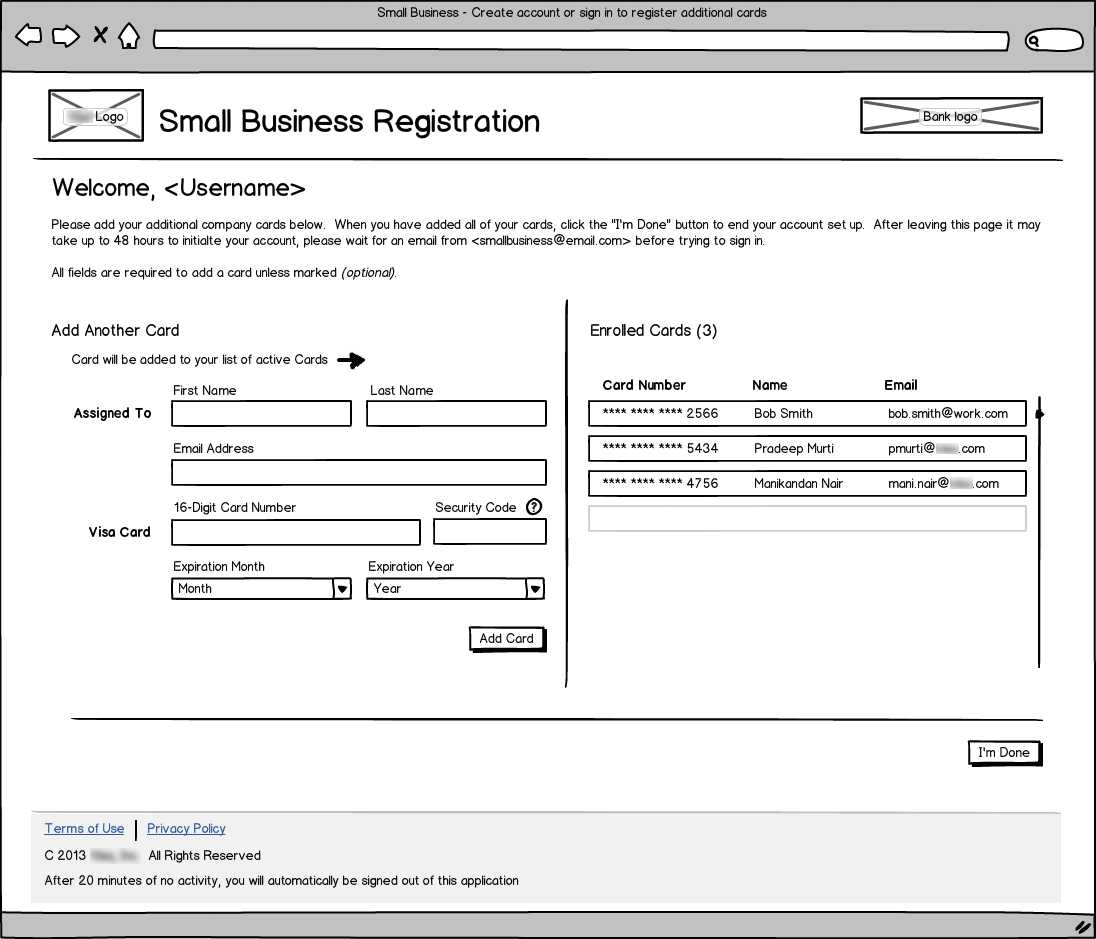 Small Business - Create account or sign in to register additional cards
Logo
Small Business Registration
Bank logo
Welcome, <Username>
Please add your additional company cards below. When you have added all of your cards, click the "I'm Done" button to end your account set up. After leaving this page it may
take up to 48 hours to initialte your account, please wait for an email from <smallbusiness@email.com> before trying to sign in.
All fields are required to add a card unless marked (optional).
Add Another Card
Card will be added to your list of active Cards
First Name Last Name
Assigned To
Email Address
16-Digit Card Number Security Code ?
Visa Card
Expiration Month Expiration Year
Month Year
Add Card
Enrolled Cards (3)
Card Number Name Email
**** **** **** 2566 Bob Smith bob.smith@work.com
**** **** **** 5434 Pradeep Murti pmurti@ .com
**** **** **** 4756 Manikandan Nair mani.nair@ .com
I'm Done
Terms of Use Privacy Policy
C 2013 All Rights Reserved
After 20 minutes of no activity, you will automatically be signed out of this application